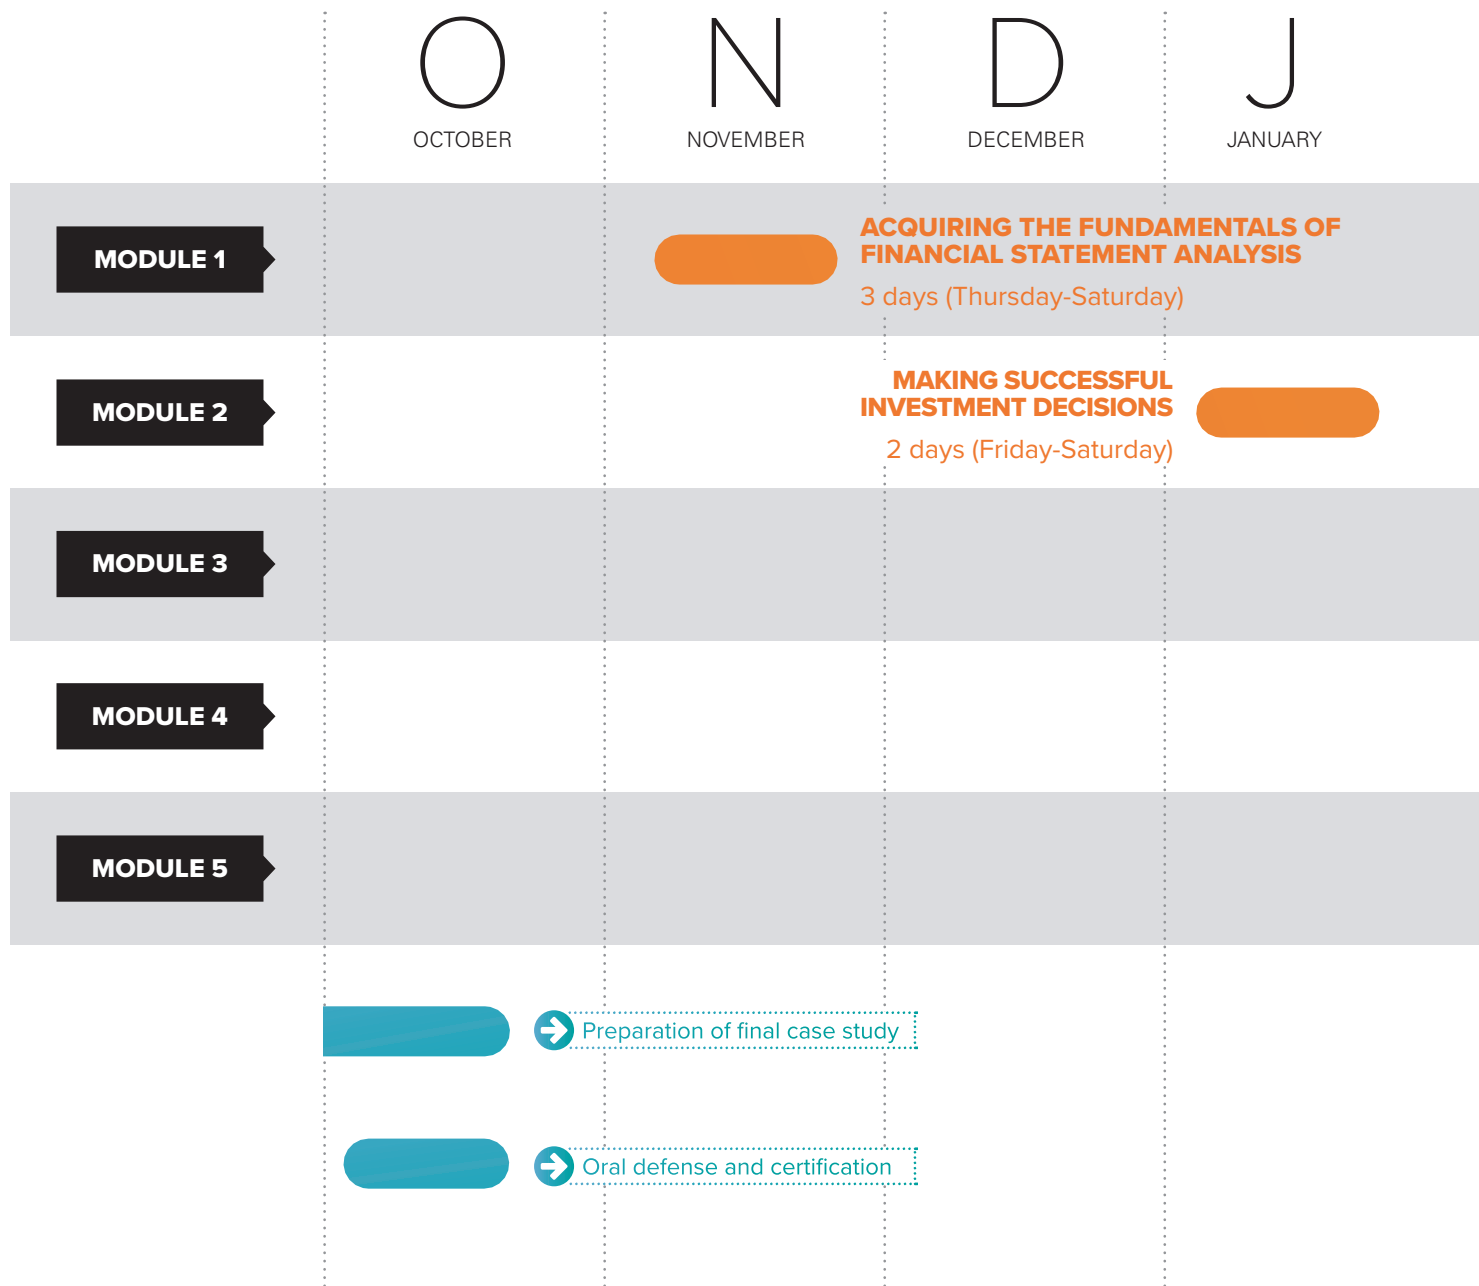 O N D J
OCTOBER NOVEMBER DECEMBER JANUARY
MODULE 1
ACQUIRING THE FUNDAMENTALS OF
FINANCIAL STATEMENT ANALYSIS
3 days (Thursday-Saturday)
MODULE 2
MAKING SUCCESSFUL
INVESTMENT DECISIONS
2 days (Friday-Saturday)
MODULE 3
MODULE 4
MODULE 5
Preparation of final case study
Oral defense and certification